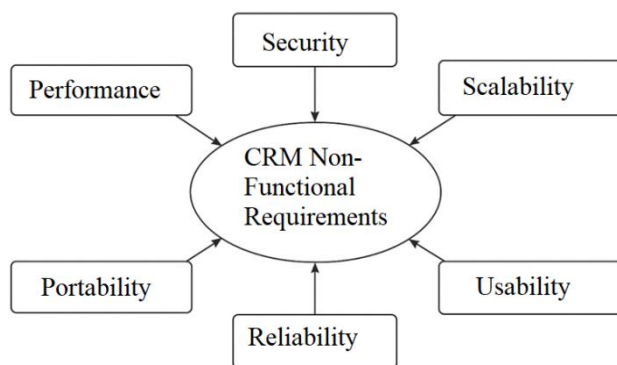 Security
Performance
Scalability
CRM Non-
Functional
Requirements
Portability
Usability
Reliability